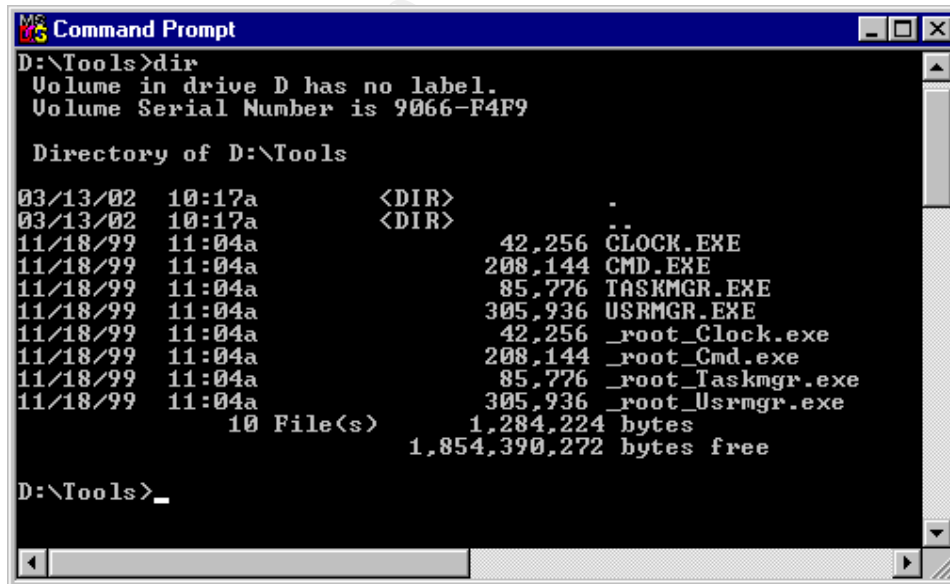 Command Prompt
D:\Tools>dir
Volume in drive D has no label.
Volume Serial Number is 9066-F4F9
Directory of D:\Tools
03/13/02 10:17a <DIR> .
03/13/02 10:17a <DIR> ..
11/18/99 11:04a 42,256 CLOCK.EXE
11/18/99 11:04a 208,144 CMD.EXE
11/18/99 11:04a 85,776 TASKMGR.EXE
11/18/99 11:04a 305,936 USRMGR.EXE
11/18/99 11:04a 42,256 _root_Clock.exe
11/18/99 11:04a 208,144 _root_Cmd.exe
11/18/99 11:04a 85,776 _root_Taskmgr.exe
11/18/99 11:04a 305,936 _root_Usrmgr.exe
10 File(s) 1,284,224 bytes
1,854,390,272 bytes free
D:\Tools>_